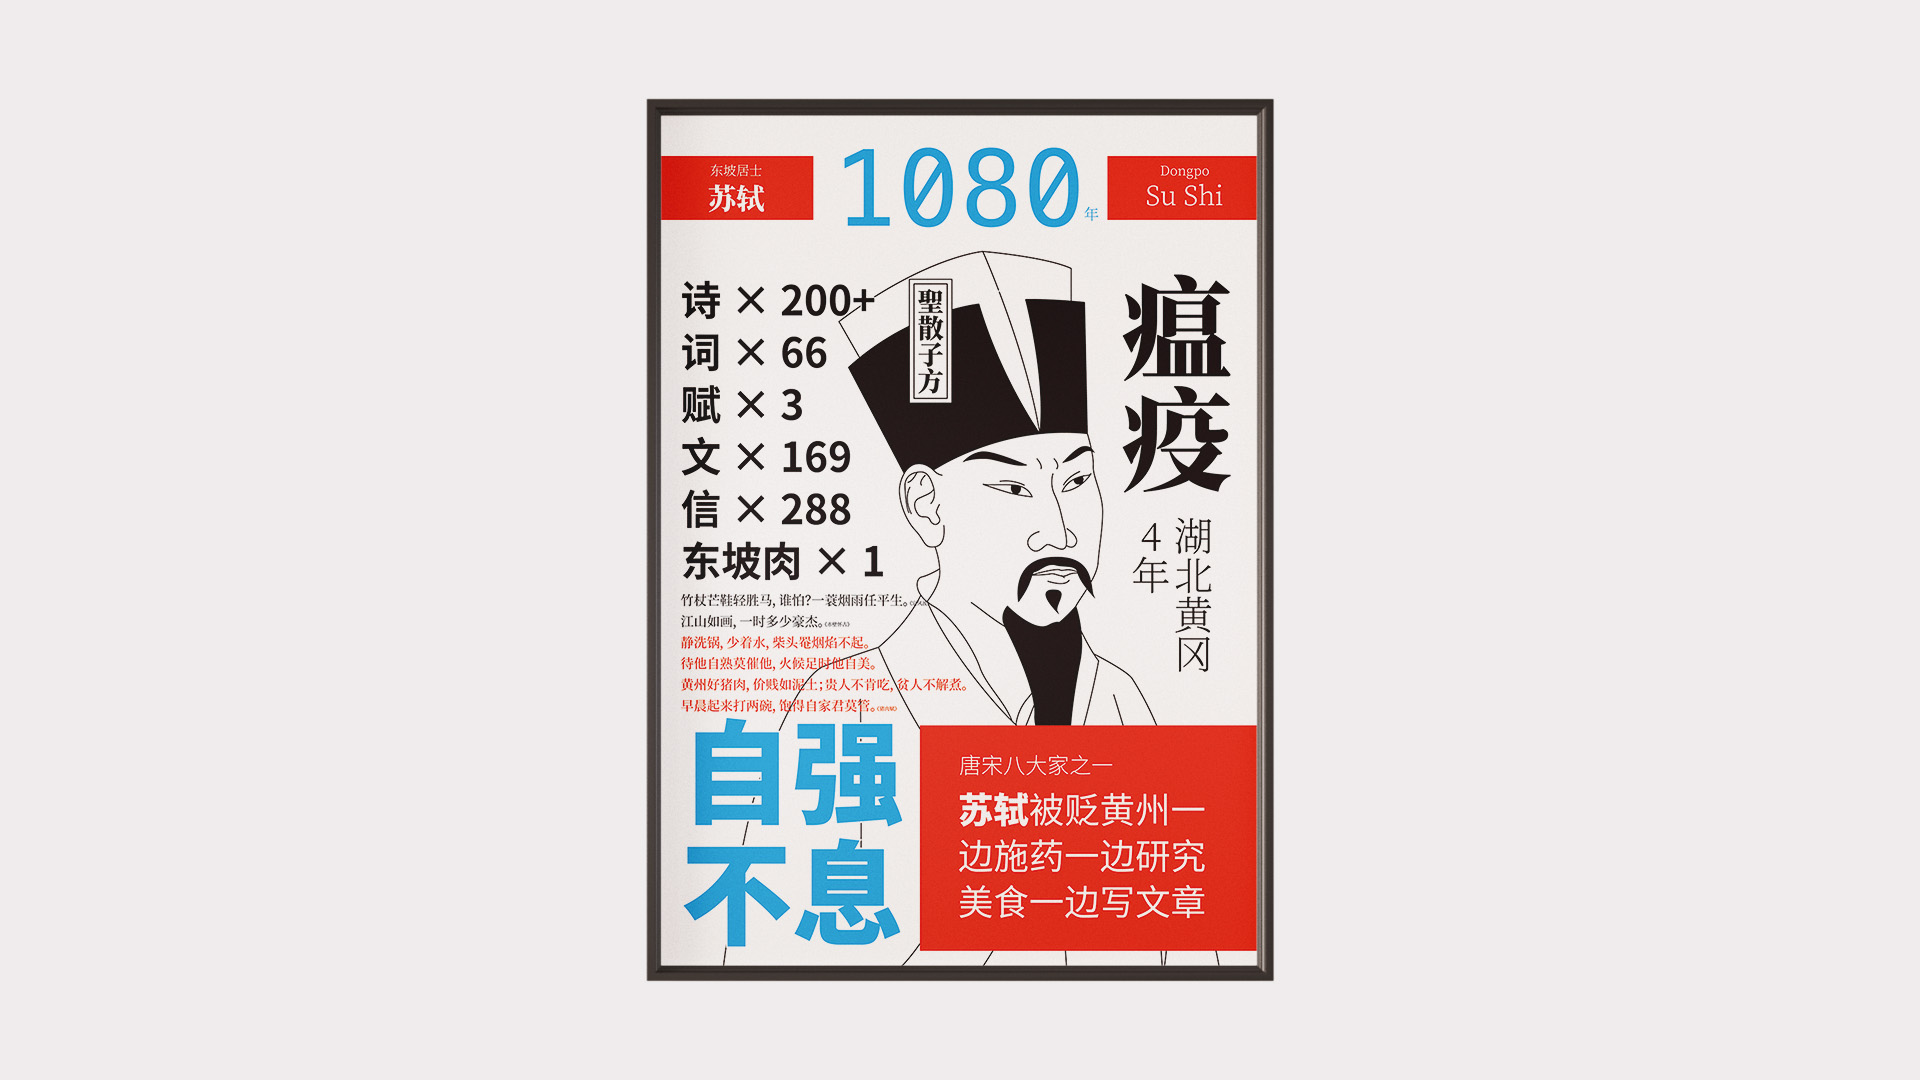 东坡居士
苏轼
1080年
Dongpo
Su Shi
诗 × 200+
词 × 66
赋 × 3
文 × 169
信 × 288
东坡肉 × 1
聖散子方
瘟疫
湖北黄冈
4年
竹杖芒鞋轻胜马, 谁怕?一蓑烟雨任平生。
江山如画, 一时多少豪杰。《赤壁怀古》
静洗锅, 少着水, 柴头罨烟焰不起。
待他自熟莫催他, 火候足时他自美。
黄州好猪肉, 价贱如泥土; 贵人不肯吃, 贫人不解煮。
早晨起来打两碗, 饱得自家君莫管。
自强
不息
唐宋八大家之一
苏轼被贬黄州一
边施药一边研究
美食一边写文章